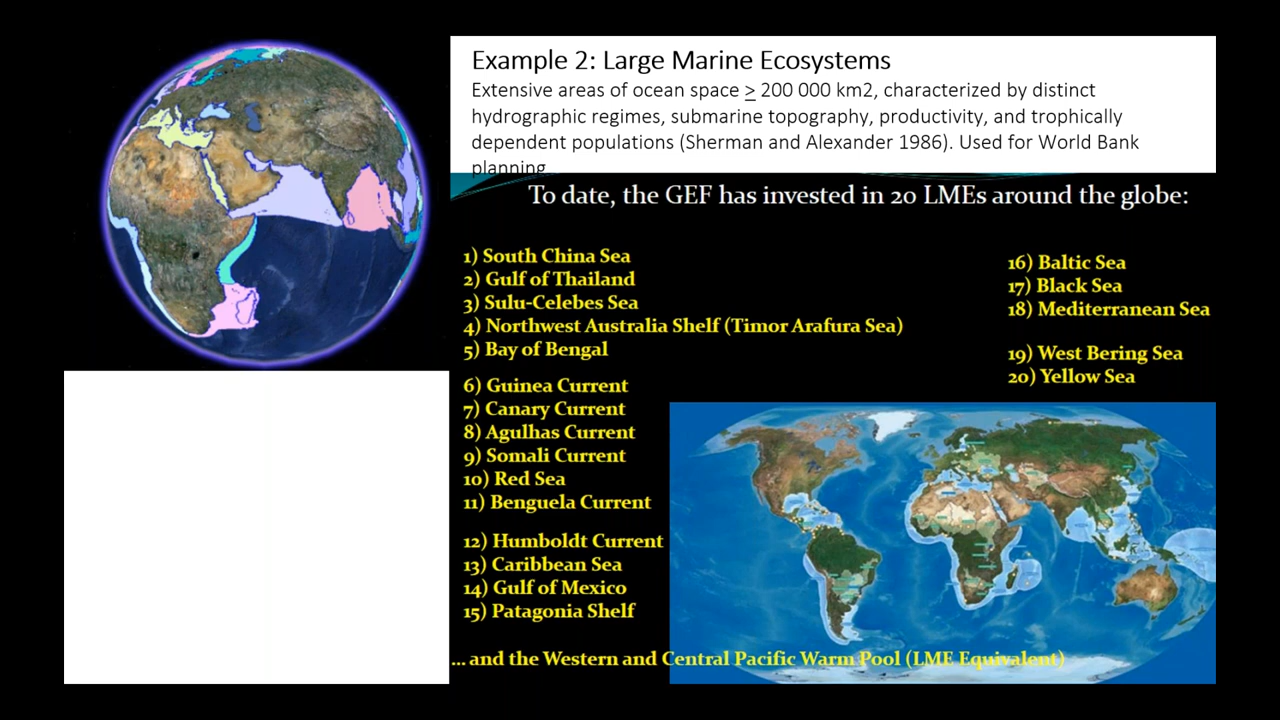 Example 2: Large Marine Ecosystems
Extensive areas of ocean space ≥ 200 000 km2, characterized by distinct
hydrographic regimes, submarine topography, productivity, and trophically
dependent populations (Sherman and Alexander 1986). Used for World Bank
planning
To date, the GEF has invested in 20 LMEs around the globe:
1) South China Sea
2) Gulf of Thailand
3) Sulu-Celebes Sea
4) Northwest Australia Shelf (Timor Arafura Sea)
5) Bay of Bengal
6) Guinea Current
7) Canary Current
8) Agulhas Current
9) Somali Current
10) Red Sea
11) Benguela Current
12) Humboldt Current
13) Caribbean Sea
14) Gulf of Mexico
15) Patagonia Shelf
16) Baltic Sea
17) Black Sea
18) Mediterranean Sea
19) West Bering Sea
20) Yellow Sea
... and the Western and Central Pacific Warm Pool (LME Equivalent)